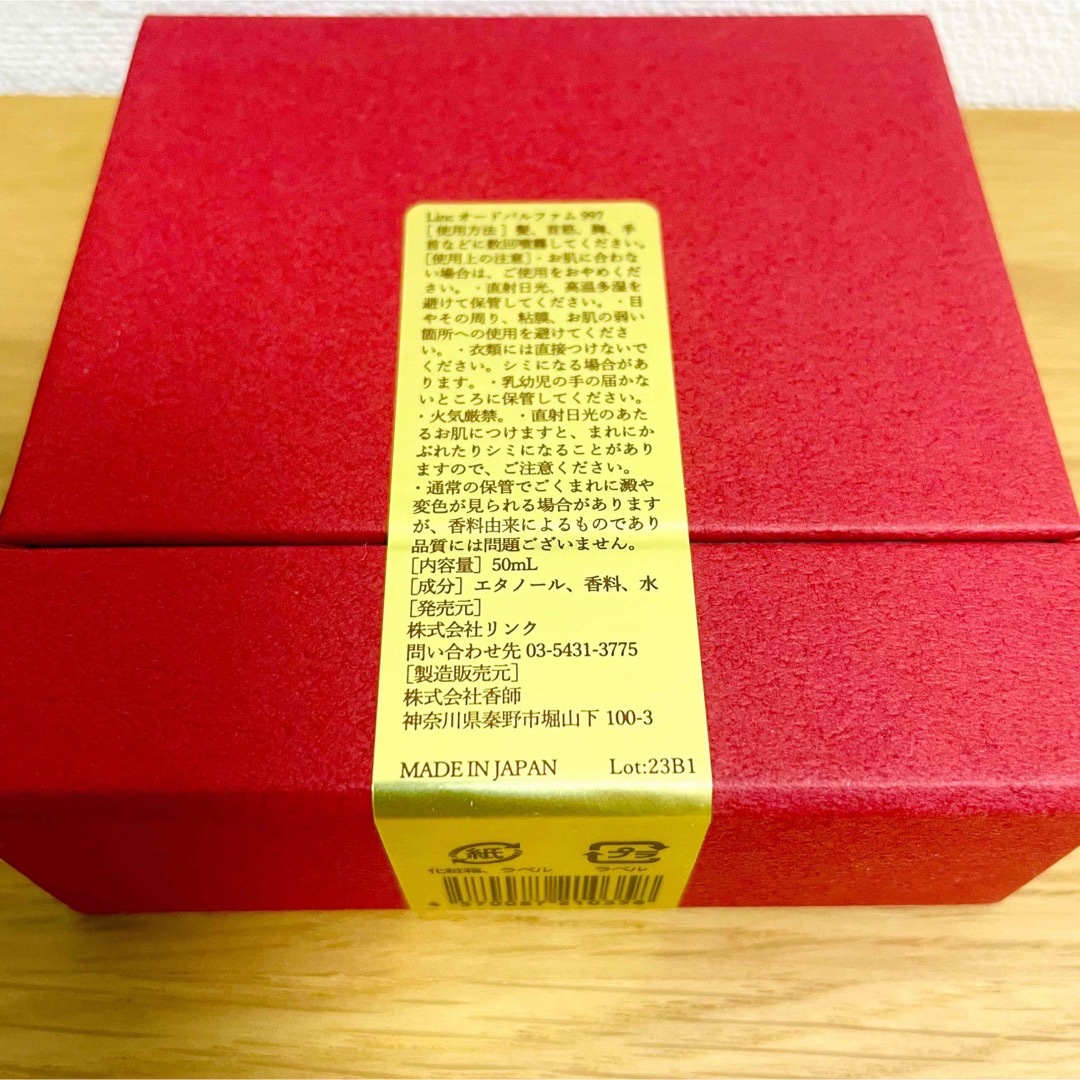 Line オードパルファム 997
[使用方法] 髪、首筋、胸、手
首などに数回噴霧してください。
[使用上の注意]・お肌に合わな
い場合は、ご使用をおやめくだ
さい。・直射日光、高温多湿を
避けて保管してください。・目
やその周り、粘膜、お肌の弱い
箇所への使用を避けてくださ
い。・衣類には直接つけないで
ください。シミになる場合があ
ります。・乳幼児の手の届かな
いところに保管してください。
・火気厳禁。・直射日光のあた
るお肌につけますと、まれにか
ぶれたりシミになることがあり
ますので、ご注意ください。
・通常の保管でごくまれに澱や
変色が見られる場合があります
が、香料由来によるものであり
品質には問題ございません。
[内容量] 50mL
[成分] エタノール、香料、水
[発売元]
株式会社リンク
問い合わせ先 03-5431-3775
[製造販売元]
株式会社香師
神奈川県秦野市堀山下 100-3
MADE IN JAPAN Lot:23B1
紙 プラ
化粧箱、ラベル ラベル